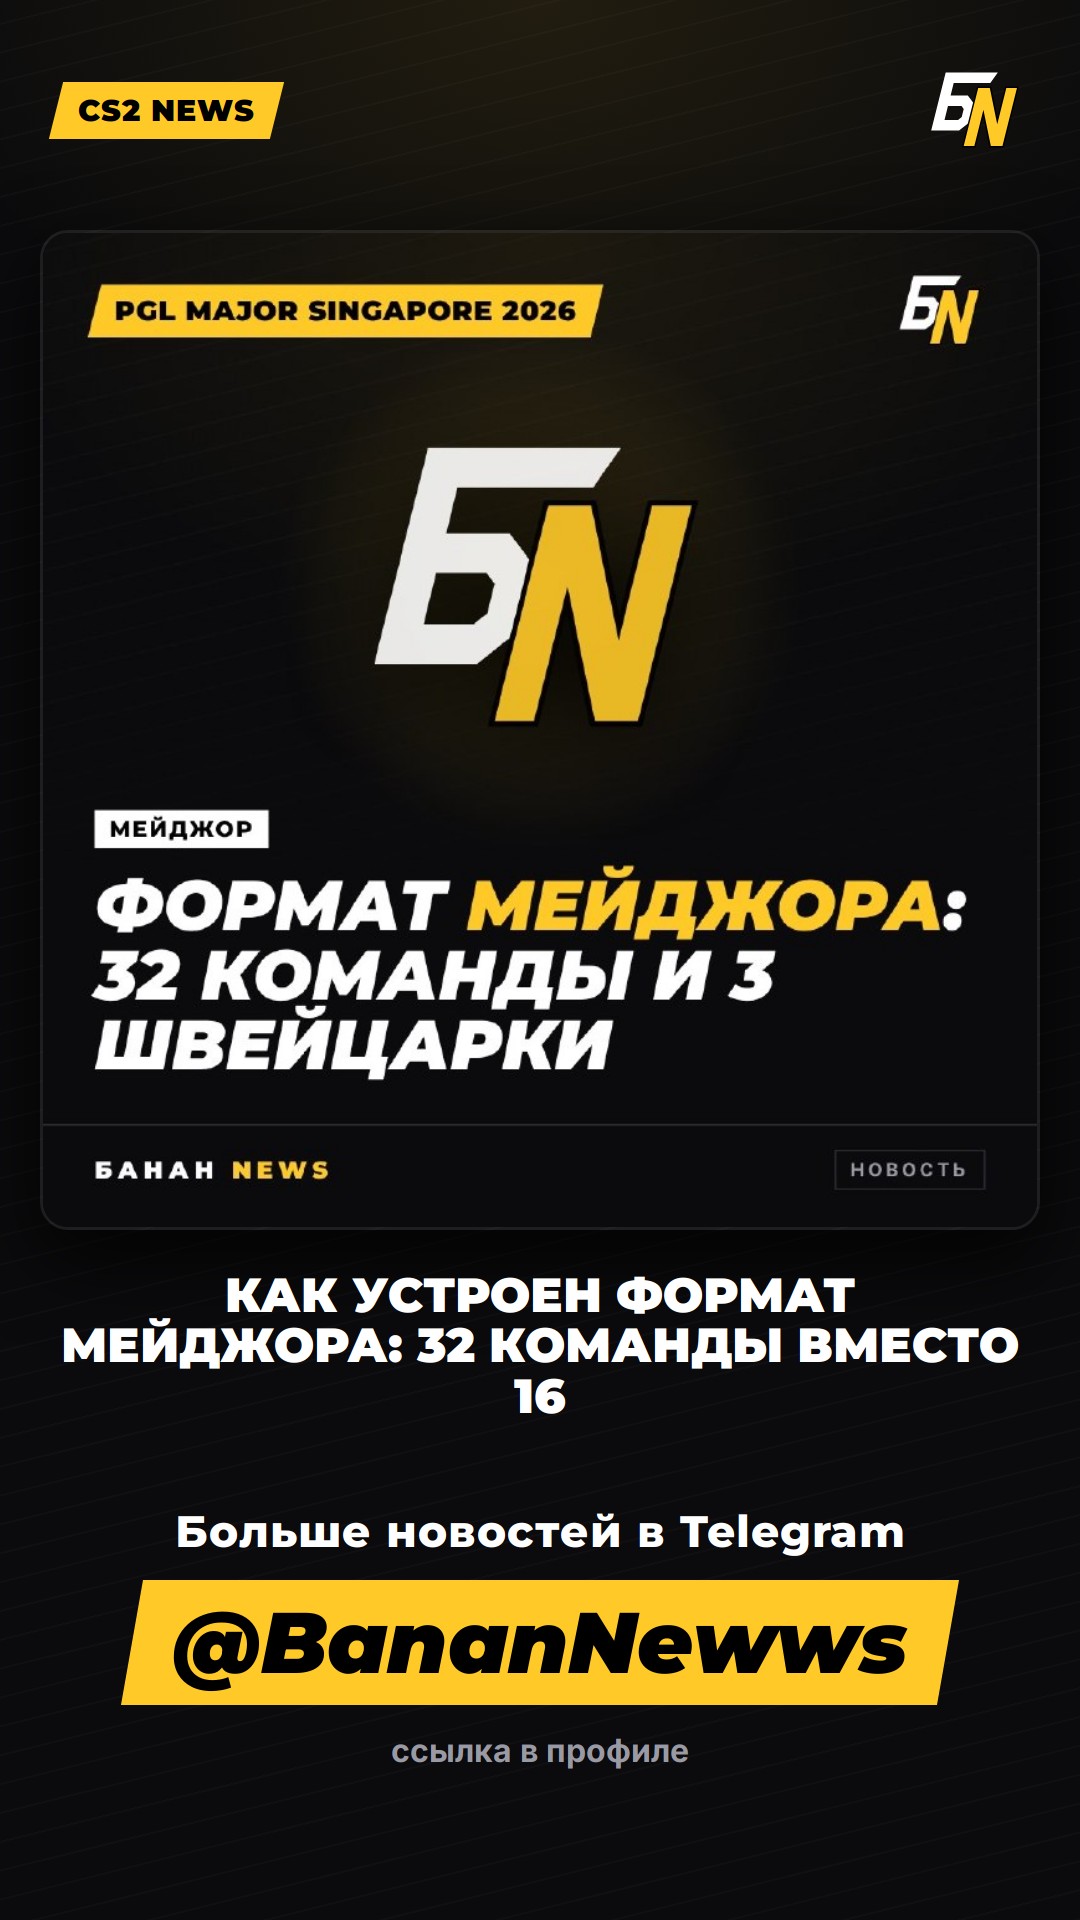 CS2 NEWS
БN
PGL MAJOR SINGAPORE 2026
БN
БN
МЕЙДЖОР
ФОРМАТ МЕЙДЖОРА:
32 КОМАНДЫ И 3
ШВЕЙЦАРКИ
БАНАН NEWS
НОВОСТЬ
КАК УСТРОЕН ФОРМАТ
МЕЙДЖОРА: 32 КОМАНДЫ ВМЕСТО
16
Больше новостей в Telegram
@BananNewws
ссылка в профиле